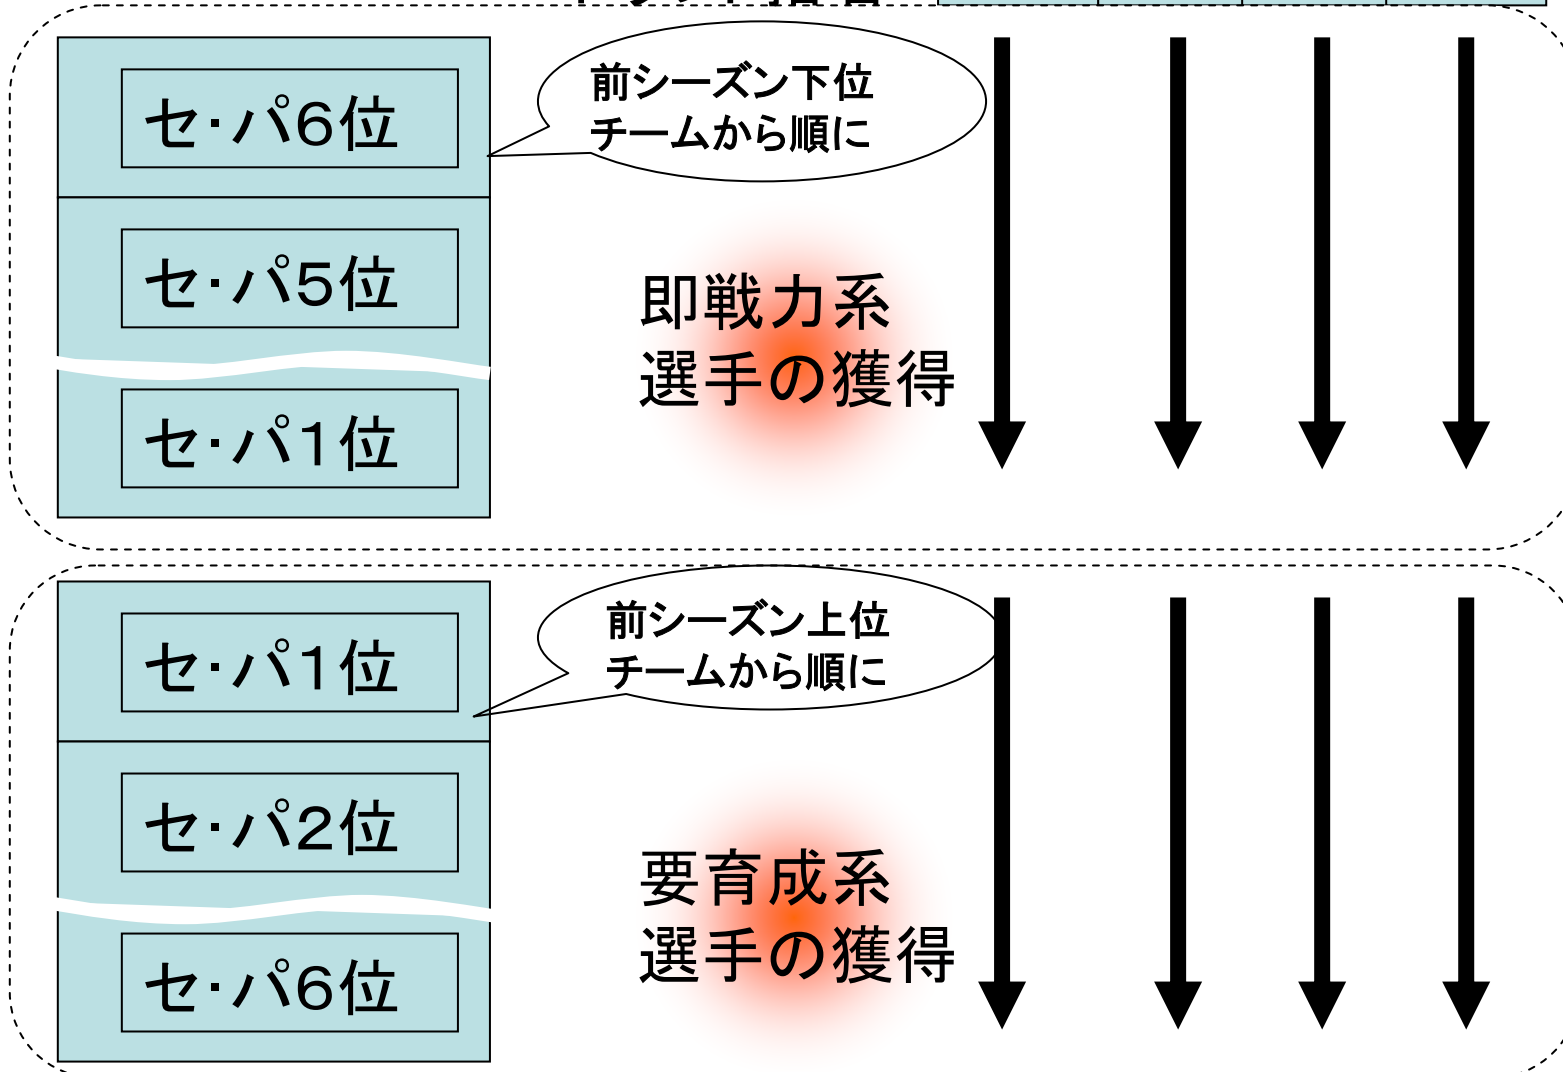 セ・パ６位
前シーズン下位
チームから順に
セ・パ５位
即戦力系
選手の獲得
セ・パ１位
セ・パ１位
前シーズン上位
チームから順に
セ・パ２位
要育成系
選手の獲得
セ・パ６位